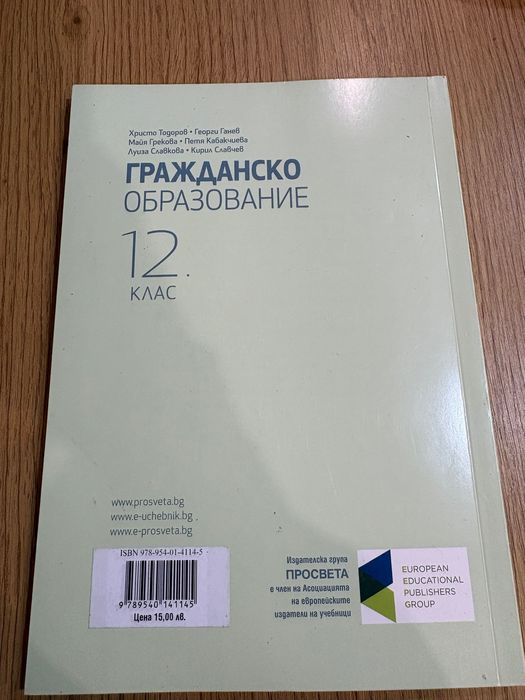 Христо Тодоров • Георги Ганев
Майя Грекова • Петя Кабакчиева
Луиза Славкова • Кирил Славчев
ГРАЖДАНСКО
ОБРАЗОВАНИЕ
12.
КЛАС
www.prosveta.bg
www.e-uchebnik.bg
www.e-prosveta.bg
ISBN 978-954-01-4114-5
9 789540 141145
Цена 15,00 лв.
Издателска група
ПРОСВЕТА
е член на Асоциацията
на европейските
издатели на учебници
EUROPEAN
EDUCATIONAL
PUBLISHERS
GROUP